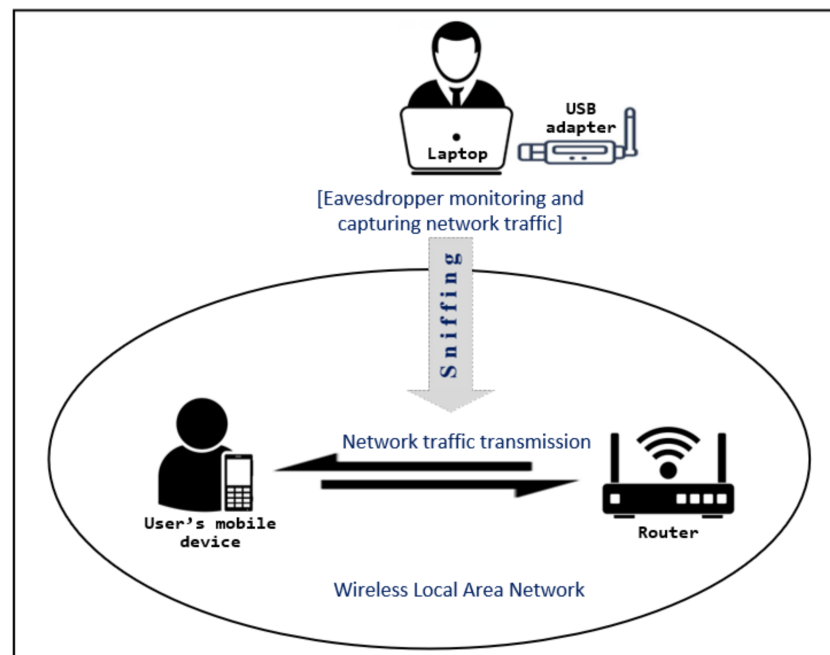 USB
adapter
Laptop
[Eavesdropper monitoring and
capturing network traffic]
Sniffing
Network traffic transmission
User's mobile
device
Router
Wireless Local Area Network